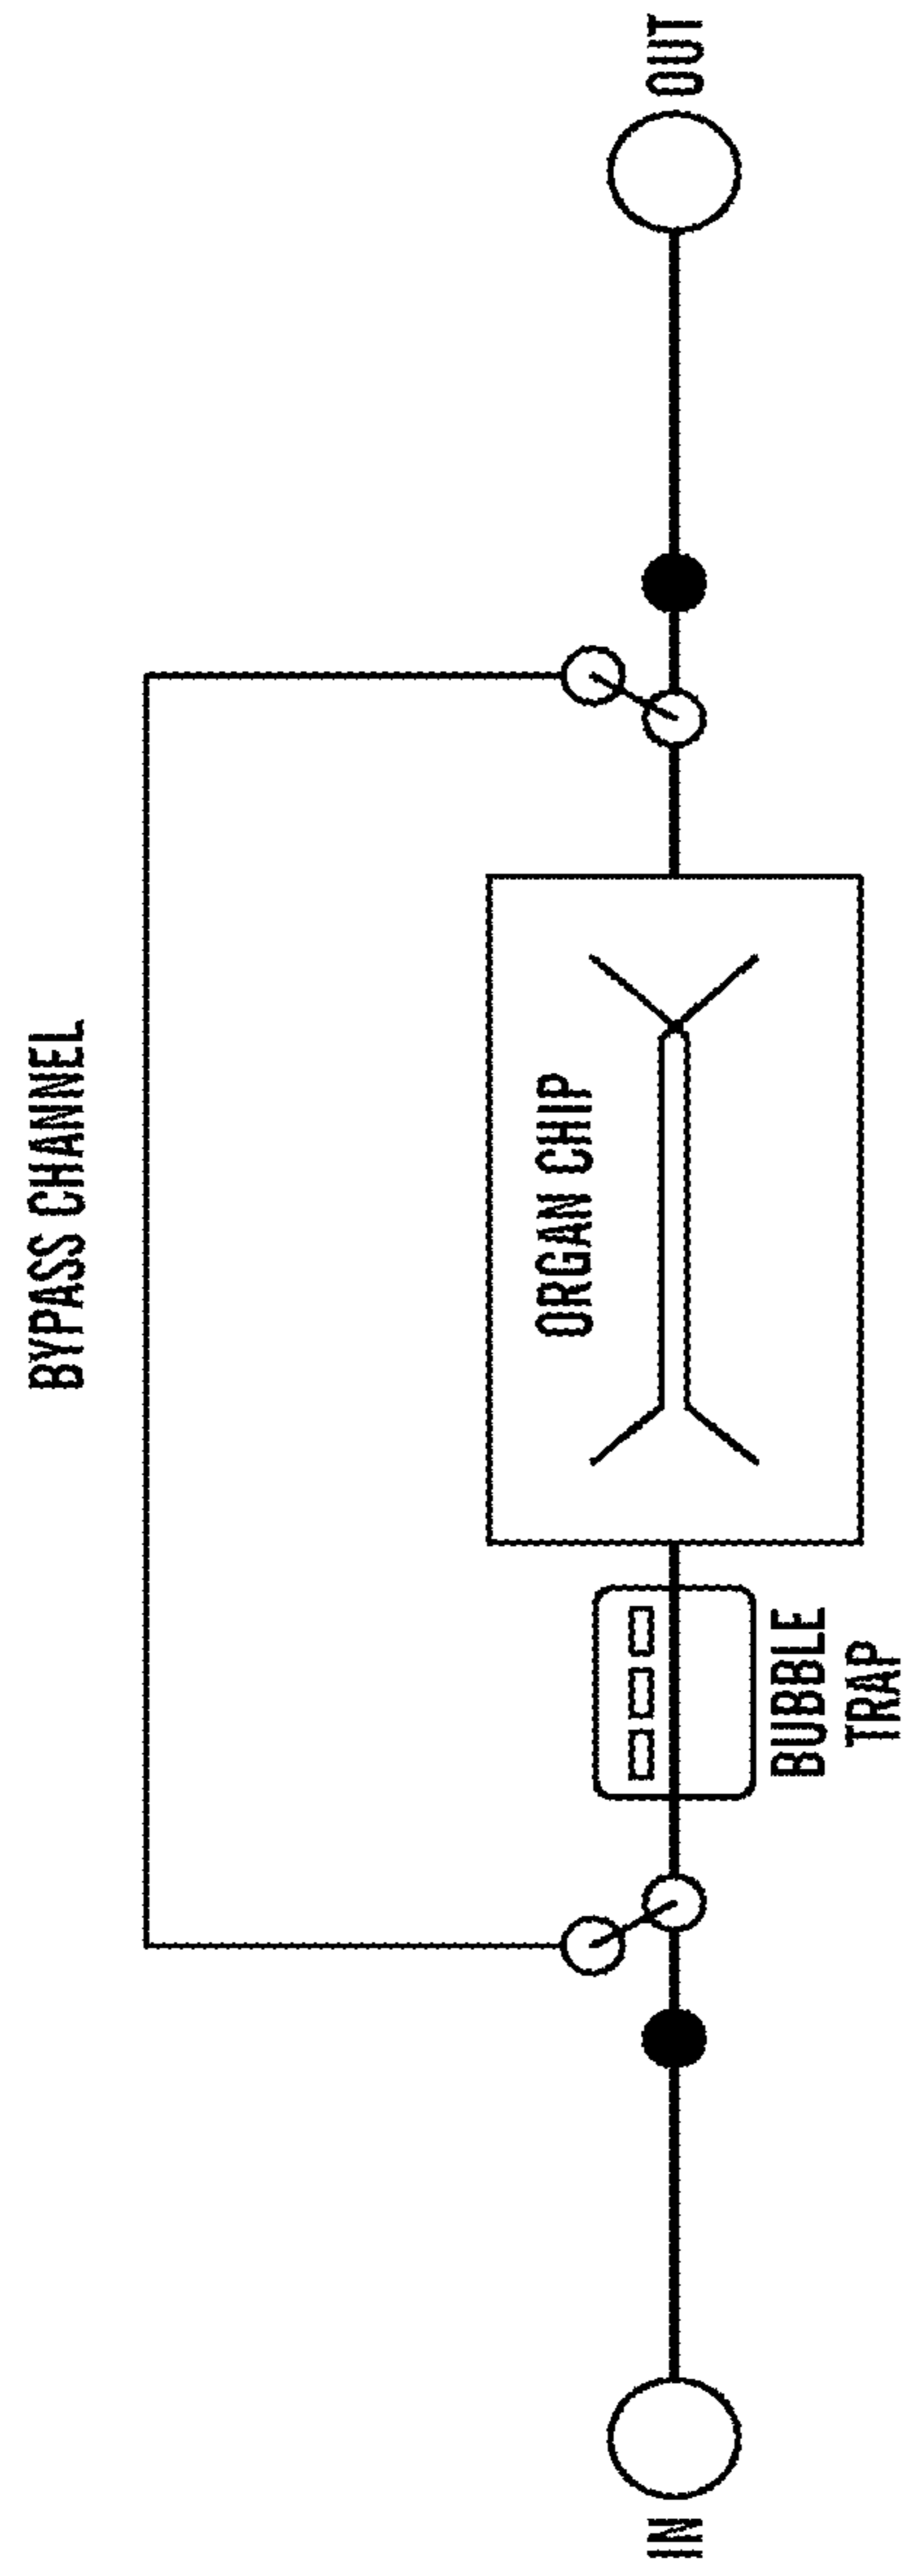 BYPASS CHANNEL
ORGAN CHIP
IN
OUT
BUBBLE
TRAP